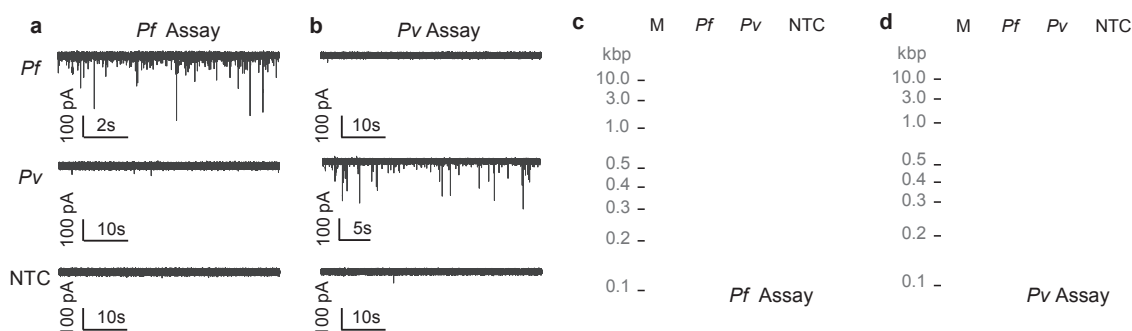 a Pf Assay
Pf
100 pA
2s
Pv
100 pA
10s
NTC
100 pA
10s
b Pv Assay
100 pA
10s
100 pA
5s
100 pA
10s
c M Pf Pv NTC
kbp
10.0
3.0
1.0
0.5
0.4
0.3
0.2
0.1
Pf Assay
d M Pf Pv NTC
kbp
10.0
3.0
1.0
0.5
0.4
0.3
0.2
0.1
Pv Assay